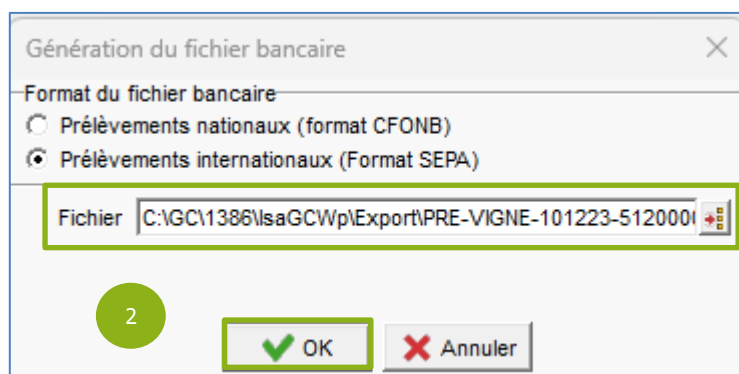 Génération du fichier bancaire
Format du fichier bancaire
Prélèvements nationaux (format CFONB)
Prélèvements internationaux (Format SEPA)
Fichier C:\GC\1386\IsaGCWp\Export\PRE-VIGNE-101223-5120000
2
OK Annuler